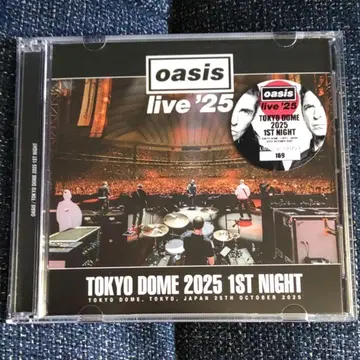 oasis
live '25
oasis
live '25
TOKYO DOME
2025
1ST NIGHT
169
TOKYO DOME 2025 1ST NIGHT
TOKYO DOME, TOKYO, JAPAN 25TH OCTOBER 2025
OASIS / TOKYO DOME 2025 1ST NIGHT